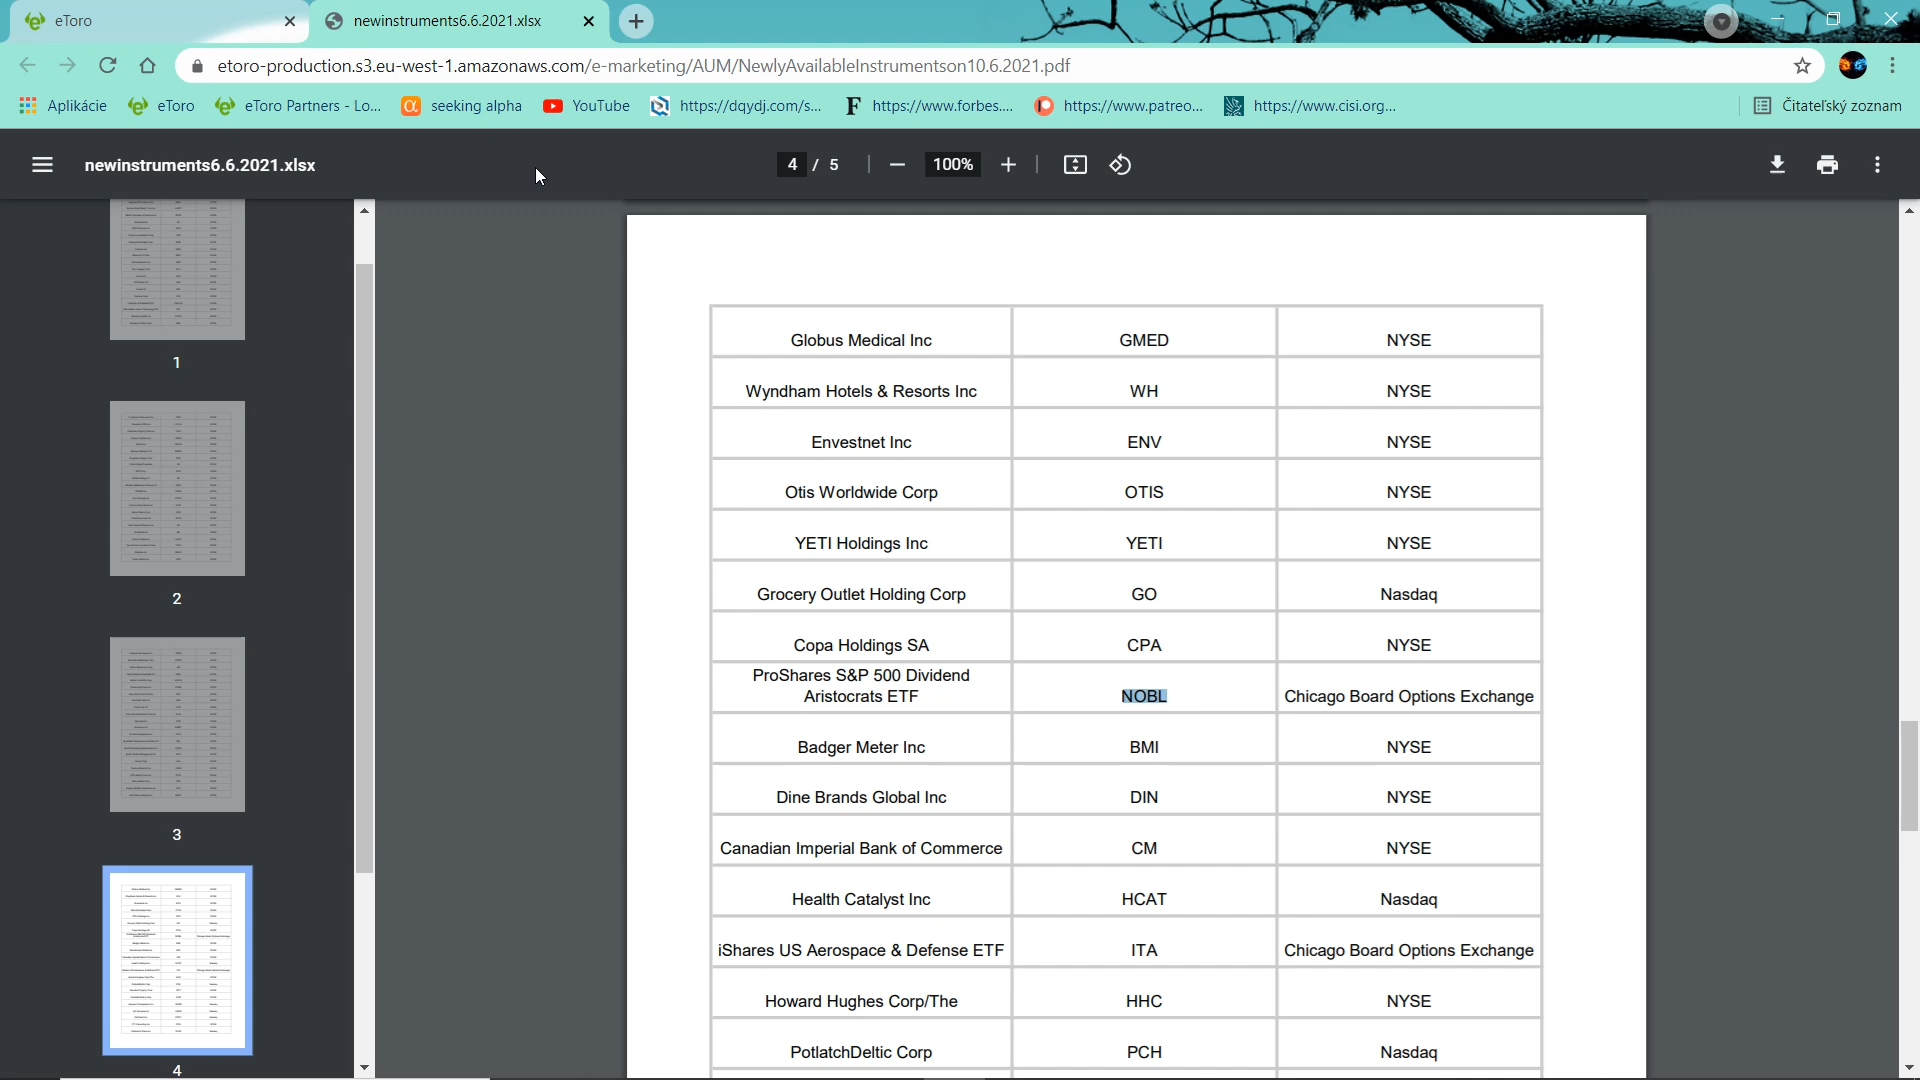 eToro
newinstruments6.6.2021.xlsx
etoro-production.s3.eu-west-1.amazonaws.com/e-marketing/AUM/NewlyAvailableInstrumentson10.6.2021.pdf
Aplikácie
eToro
eToro Partners - Lo...
seeking alpha
YouTube
https://dqydj.com/s...
https://www.forbes....
https://www.patreo...
https://www.cisi.org...
Čitateľský zoznam
newinstruments6.6.2021.xlsx
4 / 5
100%
1
2
3
4
Globus Medical Inc GMED NYSE
Wyndham Hotels & Resorts Inc WH NYSE
Envestnet Inc ENV NYSE
Otis Worldwide Corp OTIS NYSE
YETI Holdings Inc YETI NYSE
Grocery Outlet Holding Corp GO Nasdaq
Copa Holdings SA CPA NYSE
ProShares S&P 500 Dividend
Aristocrats ETF NOBL Chicago Board Options Exchange
Badger Meter Inc BMI NYSE
Dine Brands Global Inc DIN NYSE
Canadian Imperial Bank of Commerce CM NYSE
Health Catalyst Inc HCAT Nasdaq
iShares US Aerospace & Defense ETF ITA Chicago Board Options Exchange
Howard Hughes Corp/The HHC NYSE
PotlatchDeltic Corp PCH Nasdaq